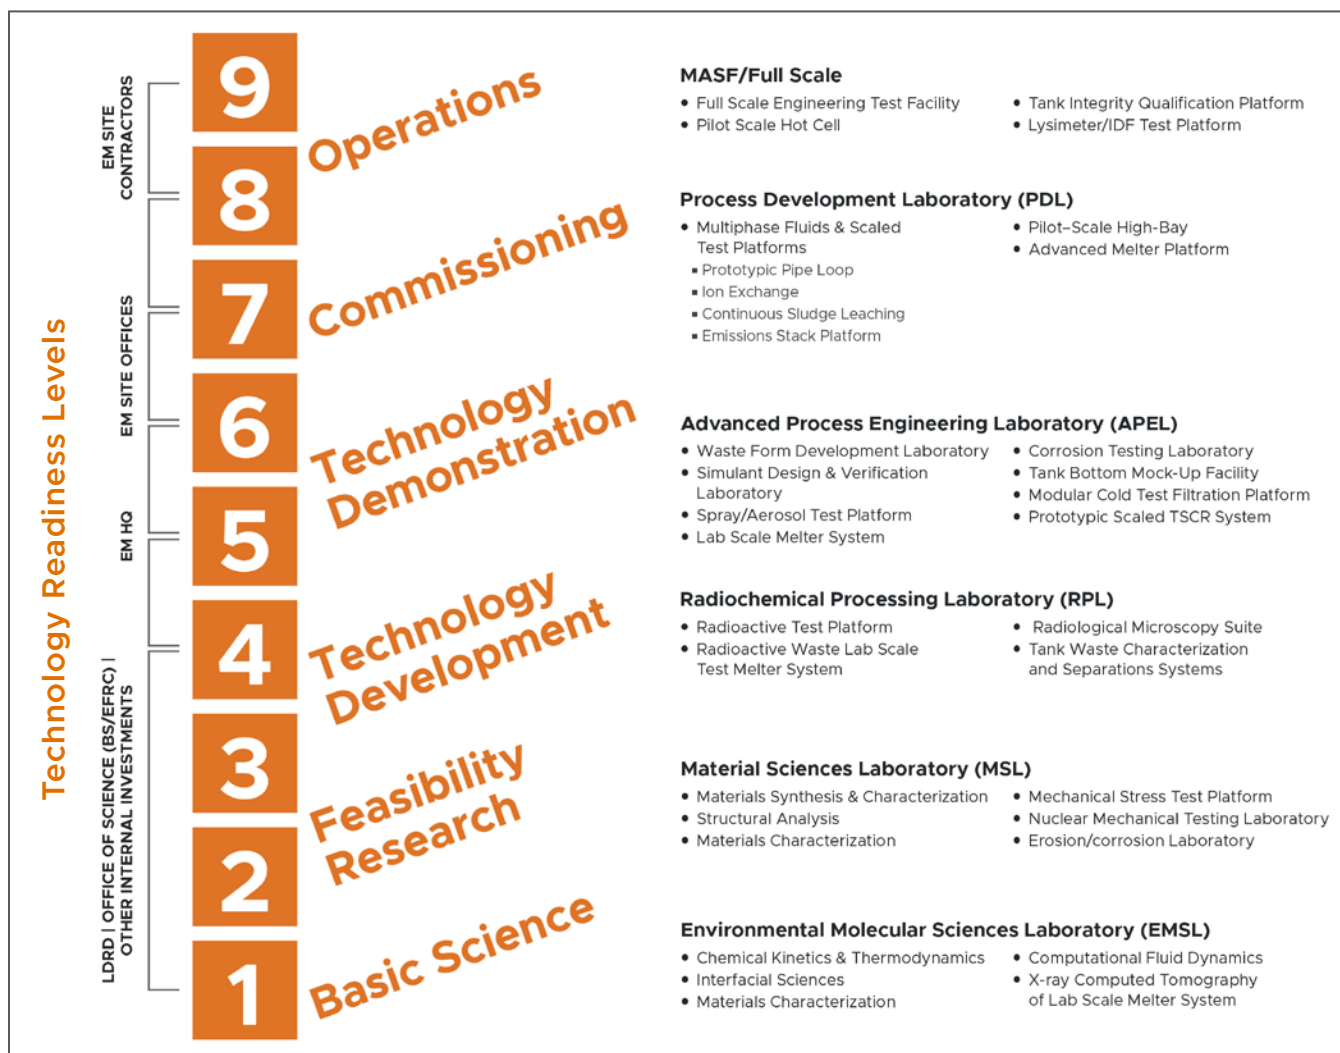 Technology Readiness Levels
EM SITE
CONTRACTORS
EM SITE OFFICES
EM HQ
LDRD | OFFICE OF SCIENCE (BS/EFRC) |
OTHER INTERNAL INVESTMENTS
9
8
7
6
5
4
3
2
1
Operations
Commissioning
Technology
Demonstration
Technology
Development
Feasibility
Research
Basic Science
MASF/Full Scale
• Full Scale Engineering Test Facility
• Pilot Scale Hot Cell
• Tank Integrity Qualification Platform
• Lysimeter/IDF Test Platform
Process Development Laboratory (PDL)
• Multiphase Fluids & Scaled
Test Platforms
▪ Prototypic Pipe Loop
▪ Ion Exchange
▪ Continuous Sludge Leaching
▪ Emissions Stack Platform
• Pilot–Scale High-Bay
• Advanced Melter Platform
Advanced Process Engineering Laboratory (APEL)
• Waste Form Development Laboratory
• Simulant Design & Verification
Laboratory
• Spray/Aerosol Test Platform
• Lab Scale Melter System
• Corrosion Testing Laboratory
• Tank Bottom Mock-Up Facility
• Modular Cold Test Filtration Platform
• Prototypic Scaled TSCR System
Radiochemical Processing Laboratory (RPL)
• Radioactive Test Platform
• Radioactive Waste Lab Scale
Test Melter System
• Radiological Microscopy Suite
• Tank Waste Characterization
and Separations Systems
Material Sciences Laboratory (MSL)
• Materials Synthesis & Characterization
• Structural Analysis
• Materials Characterization
• Mechanical Stress Test Platform
• Nuclear Mechanical Testing Laboratory
• Erosion/corrosion Laboratory
Environmental Molecular Sciences Laboratory (EMSL)
• Chemical Kinetics & Thermodynamics
• Interfacial Sciences
• Materials Characterization
• Computational Fluid Dynamics
• X-ray Computed Tomography
of Lab Scale Melter System